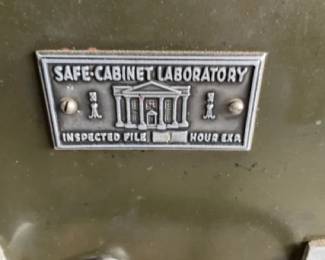 SAFE-CABINET LABORATORY
INSPECTED FILE HOUR EXA